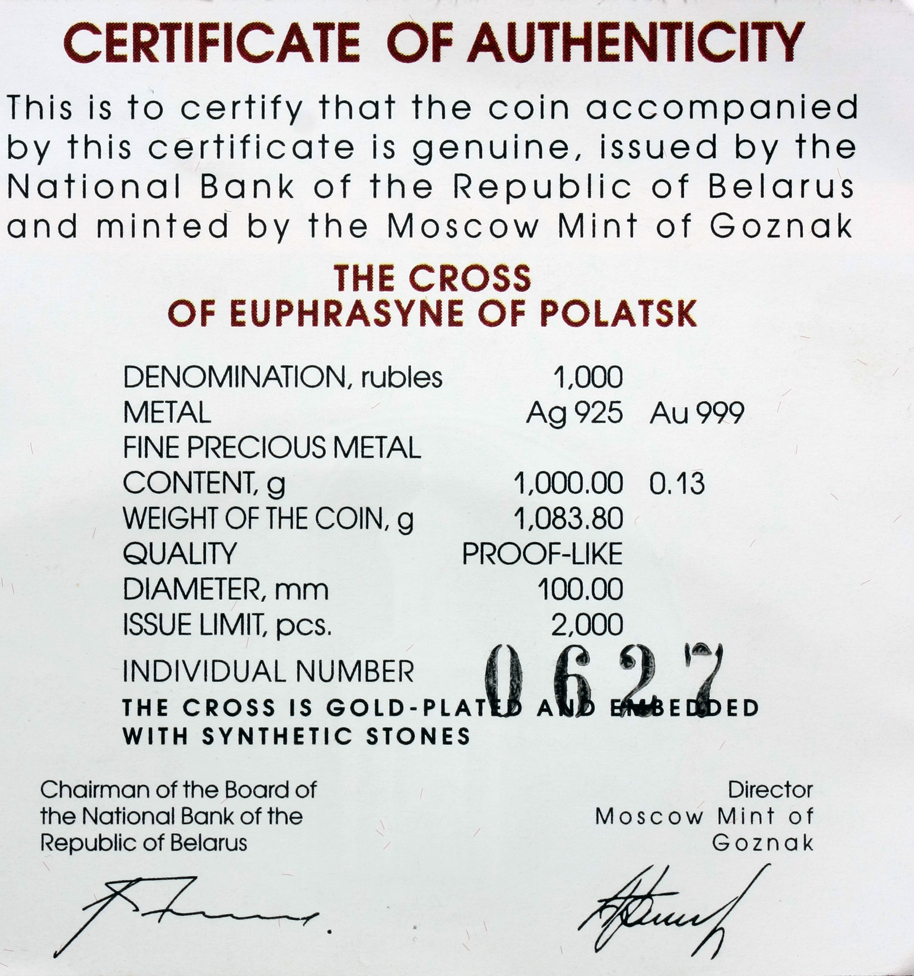 CERTIFICATE OF AUTHENTICITY
This is to certify that the coin accompanied
by this certificate is genuine, issued by the
National Bank of the Republic of Belarus
and minted by the Moscow Mint of Goznak
THE CROSS
OF EUPHRASYNE OF POLATSK
DENOMINATION, rubles 1,000
METAL Ag 925 Au 999
FINE PRECIOUS METAL
CONTENT, g 1,000.00 0.13
WEIGHT OF THE COIN, g 1,083.80
QUALITY PROOF-LIKE
DIAMETER, mm 100.00
ISSUE LIMIT, pcs. 2,000
INDIVIDUAL NUMBER 0627
THE CROSS IS GOLD-PLATED AND EMBEDDED
WITH SYNTHETIC STONES
Chairman of the Board of
the National Bank of the
Republic of Belarus
Director
Moscow Mint of
Goznak